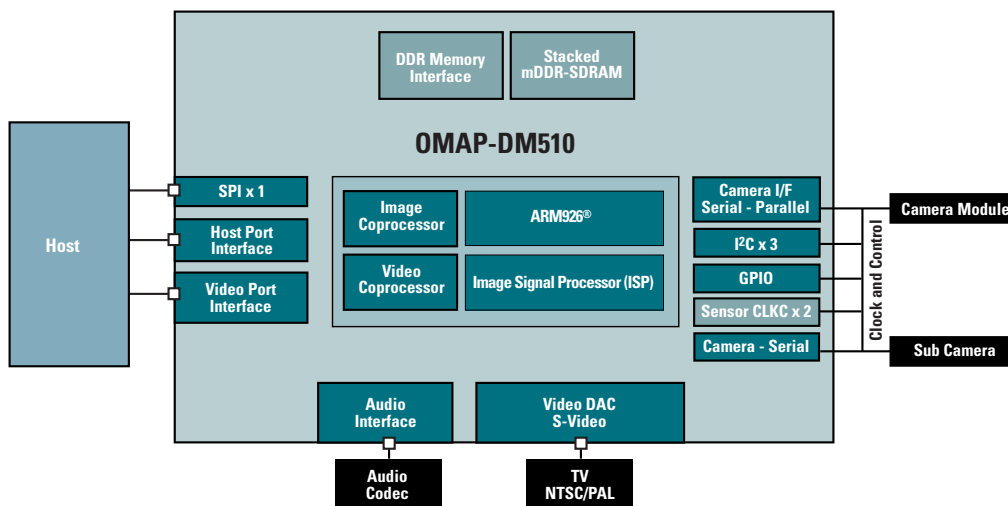 DDR Memory
Interface
Stacked
mDDR-SDRAM
OMAP-DM510
Host
SPI x 1
Host Port
Interface
Video Port
Interface
Image
Coprocessor
ARM926®
Video
Coprocessor
Image Signal Processor (ISP)
Camera I/F
Serial - Parallel
I²C x 3
GPIO
Sensor CLKC x 2
Camera - Serial
Clock and Control
Camera Module
Sub Camera
Audio
Interface
Video DAC
S-Video
Audio
Codec
TV
NTSC/PAL